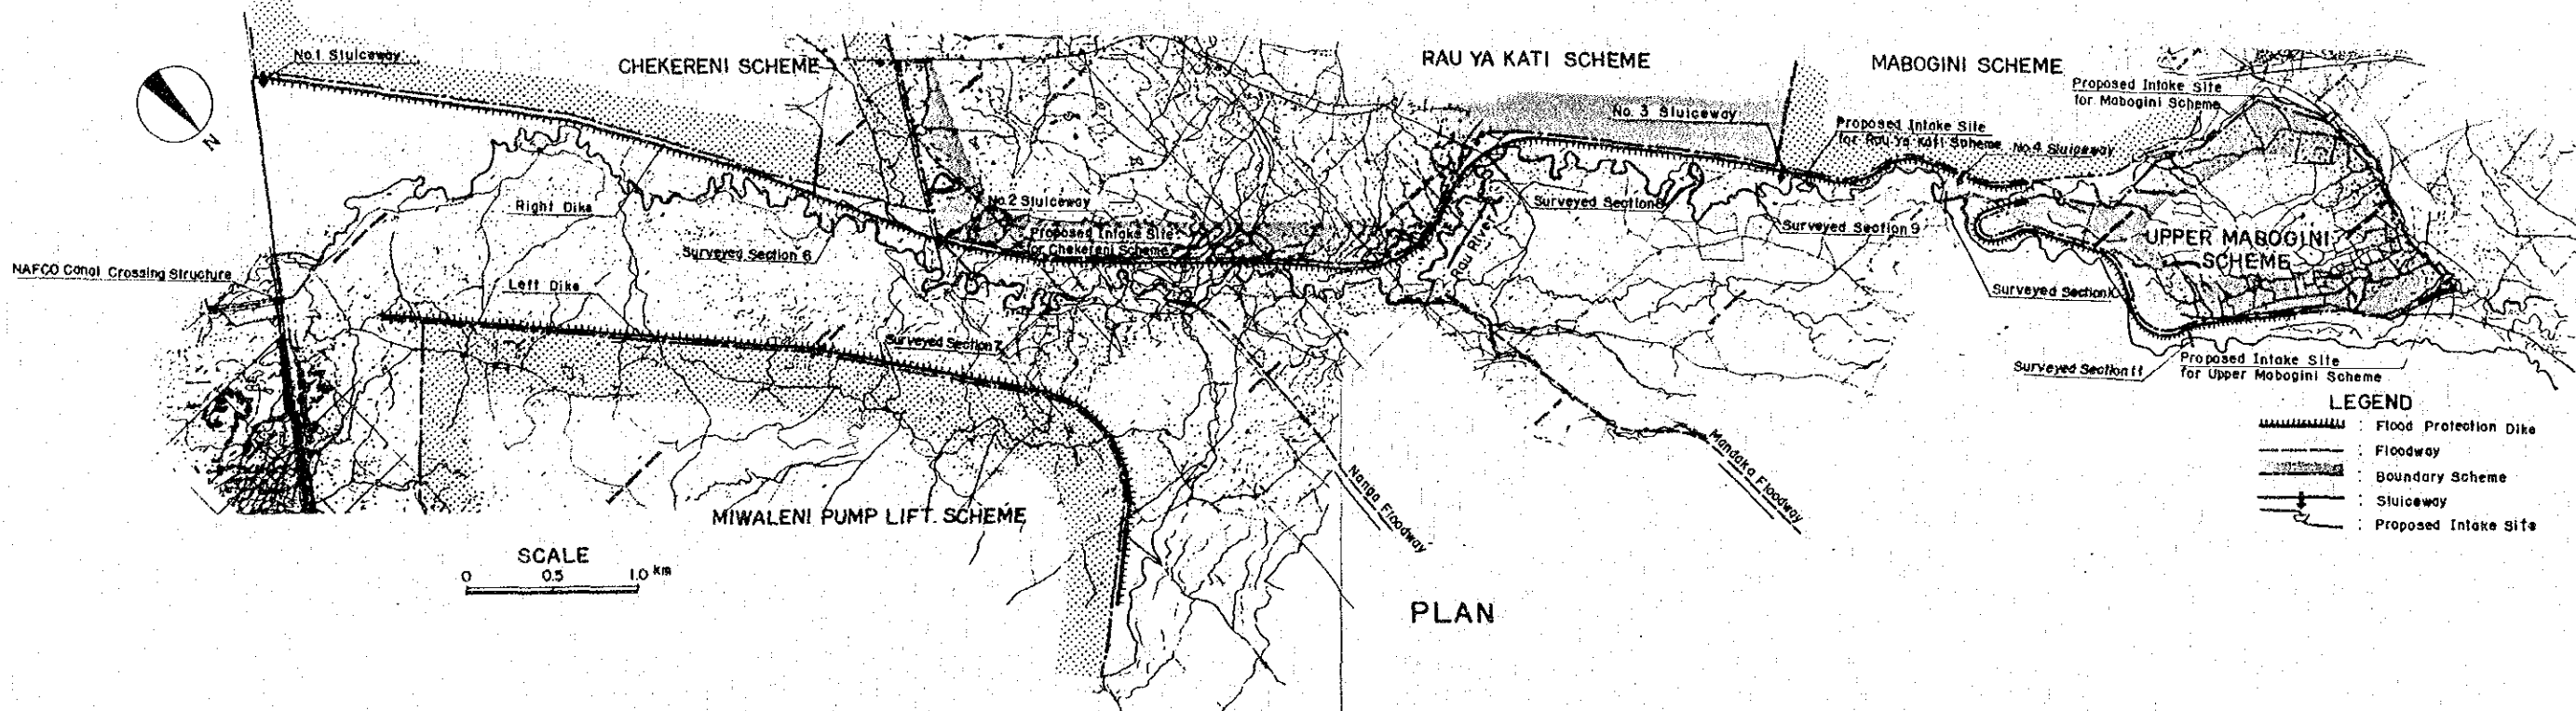 No.1 Sluiceway
CHEKERENI SCHEME
RAU YA KATI SCHEME
MABOGINI SCHEME
Proposed Intake Site
for Mabogini Scheme
No. 3 Sluiceway
Proposed Intake Site
for Rau Ya Kati Scheme
No.4 Sluiceway
N
Right Dike
No.2 Sluiceway
Proposed Intake Site
for Chekereni Scheme
Surveyed Section 6
Surveyed Section 8
Rau River
Surveyed Section 9
UPPER MABOGINI
SCHEME
NAFCO Canal Crossing Structure
Left Dike
Surveyed Section
Surveyed Section 7
Surveyed Section 11
Proposed Intake Site
for Upper Mabogini Scheme
LEGEND
: Flood Protection Dike
: Floodway
: Boundary Scheme
: Sluiceway
: Proposed Intake Site
Nanga Floodway
Mandaka Floodway
MIWALENI PUMP LIFT SCHEME
SCALE
0 0.5 1.0 km
PLAN